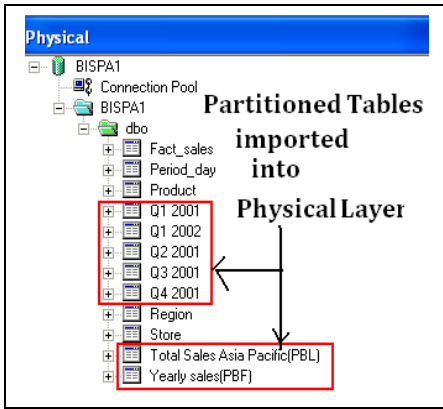 Physical
BISPA1
Connection Pool
BISPA1
Partitioned Tables
dbo
imported
Fact_sales
Period_day
into
Product
Q1 2001
Physical Layer
Q1 2002
Q2 2001
Q3 2001
Q4 2001
Region
Store
Total Sales Asia Pacific(PBL)
Yearly sales(PBF)